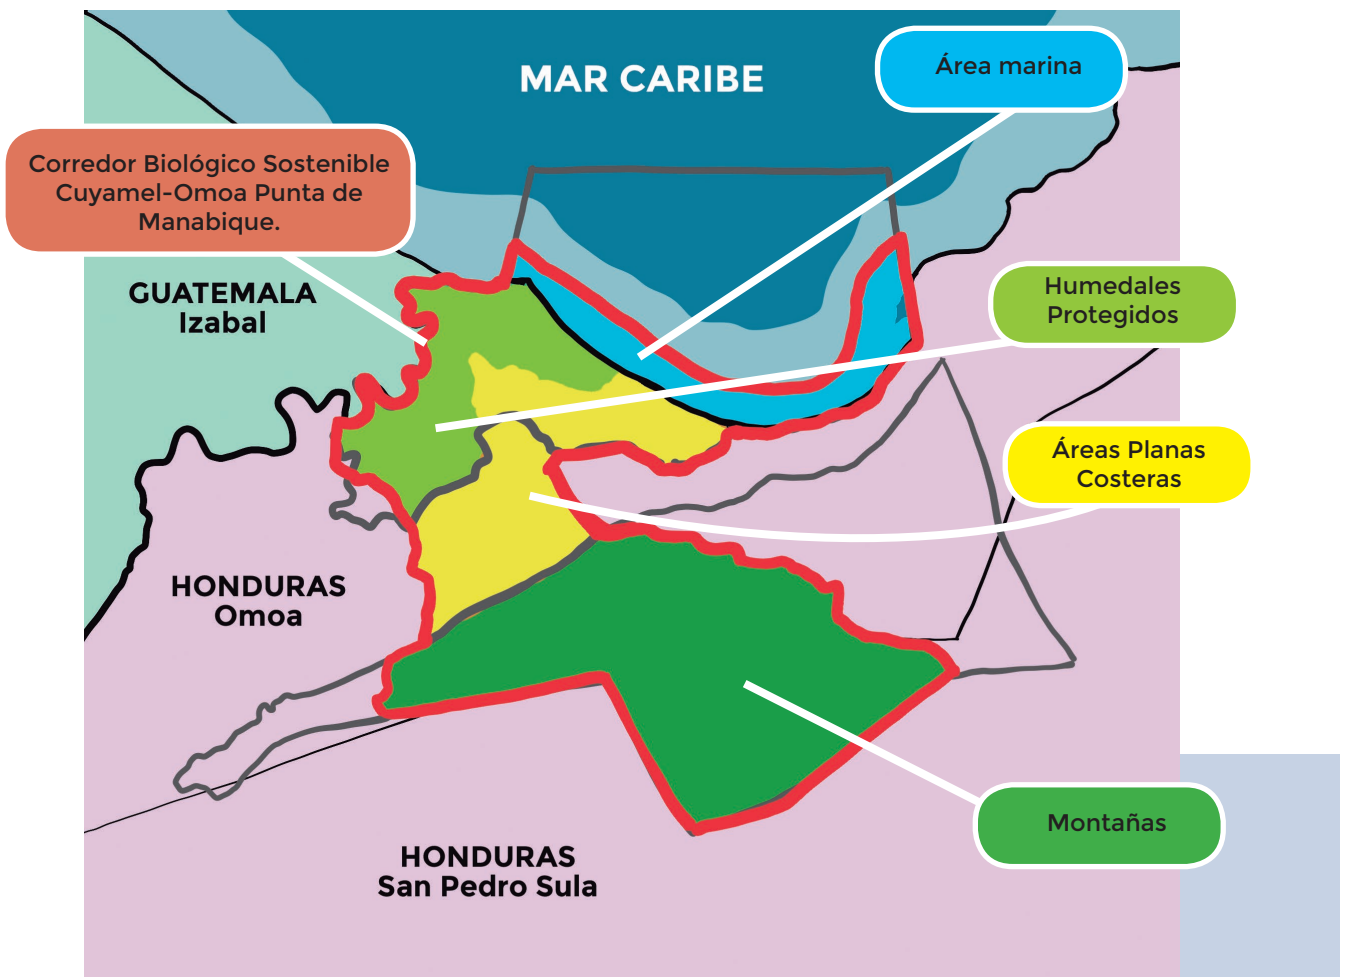 MAR CARIBE
Área marina
Corredor Biológico Sostenible
Cuyamel-Omoa Punta de
Manabique.
GUATEMALA
Izabal
Humedales
Protegidos
Áreas Planas
Costeras
HONDURAS
Omoa
Montañas
HONDURAS
San Pedro Sula